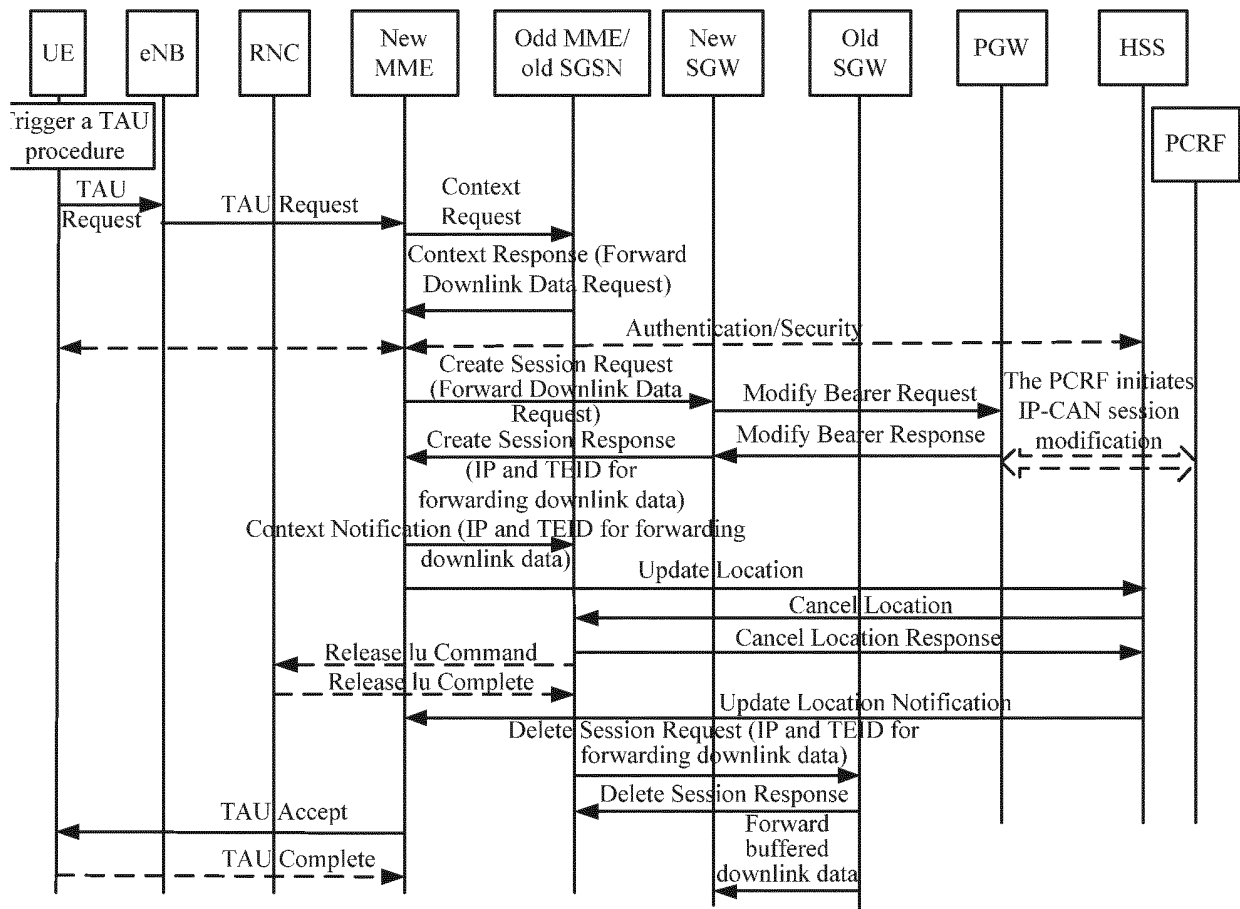 UE
eNB
RNC
New
MME
Odd MME/
old SGSN
New
SGW
Old
SGW
PGW
HSS
PCRF
Trigger a TAU
procedure
TAU
Request
TAU Request
Context
Request
Context Response (Forward
Downlink Data Request)
Authentication/Security
Create Session Request
(Forward Downlink Data
Request)
Modify Bearer Request
The PCRF initiates
IP-CAN session
modification
Create Session Response
(IP and TEID for
forwarding downlink data)
Modify Bearer Response
Context Notification (IP and TEID for forwarding
downlink data)
Update Location
Cancel Location
Cancel Location Response
Release lu Command
Release lu Complete
Update Location Notification
Delete Session Request (IP and TEID for
forwarding downlink data)
Delete Session Response
TAU Accept
Forward
buffered
downlink data
TAU Complete